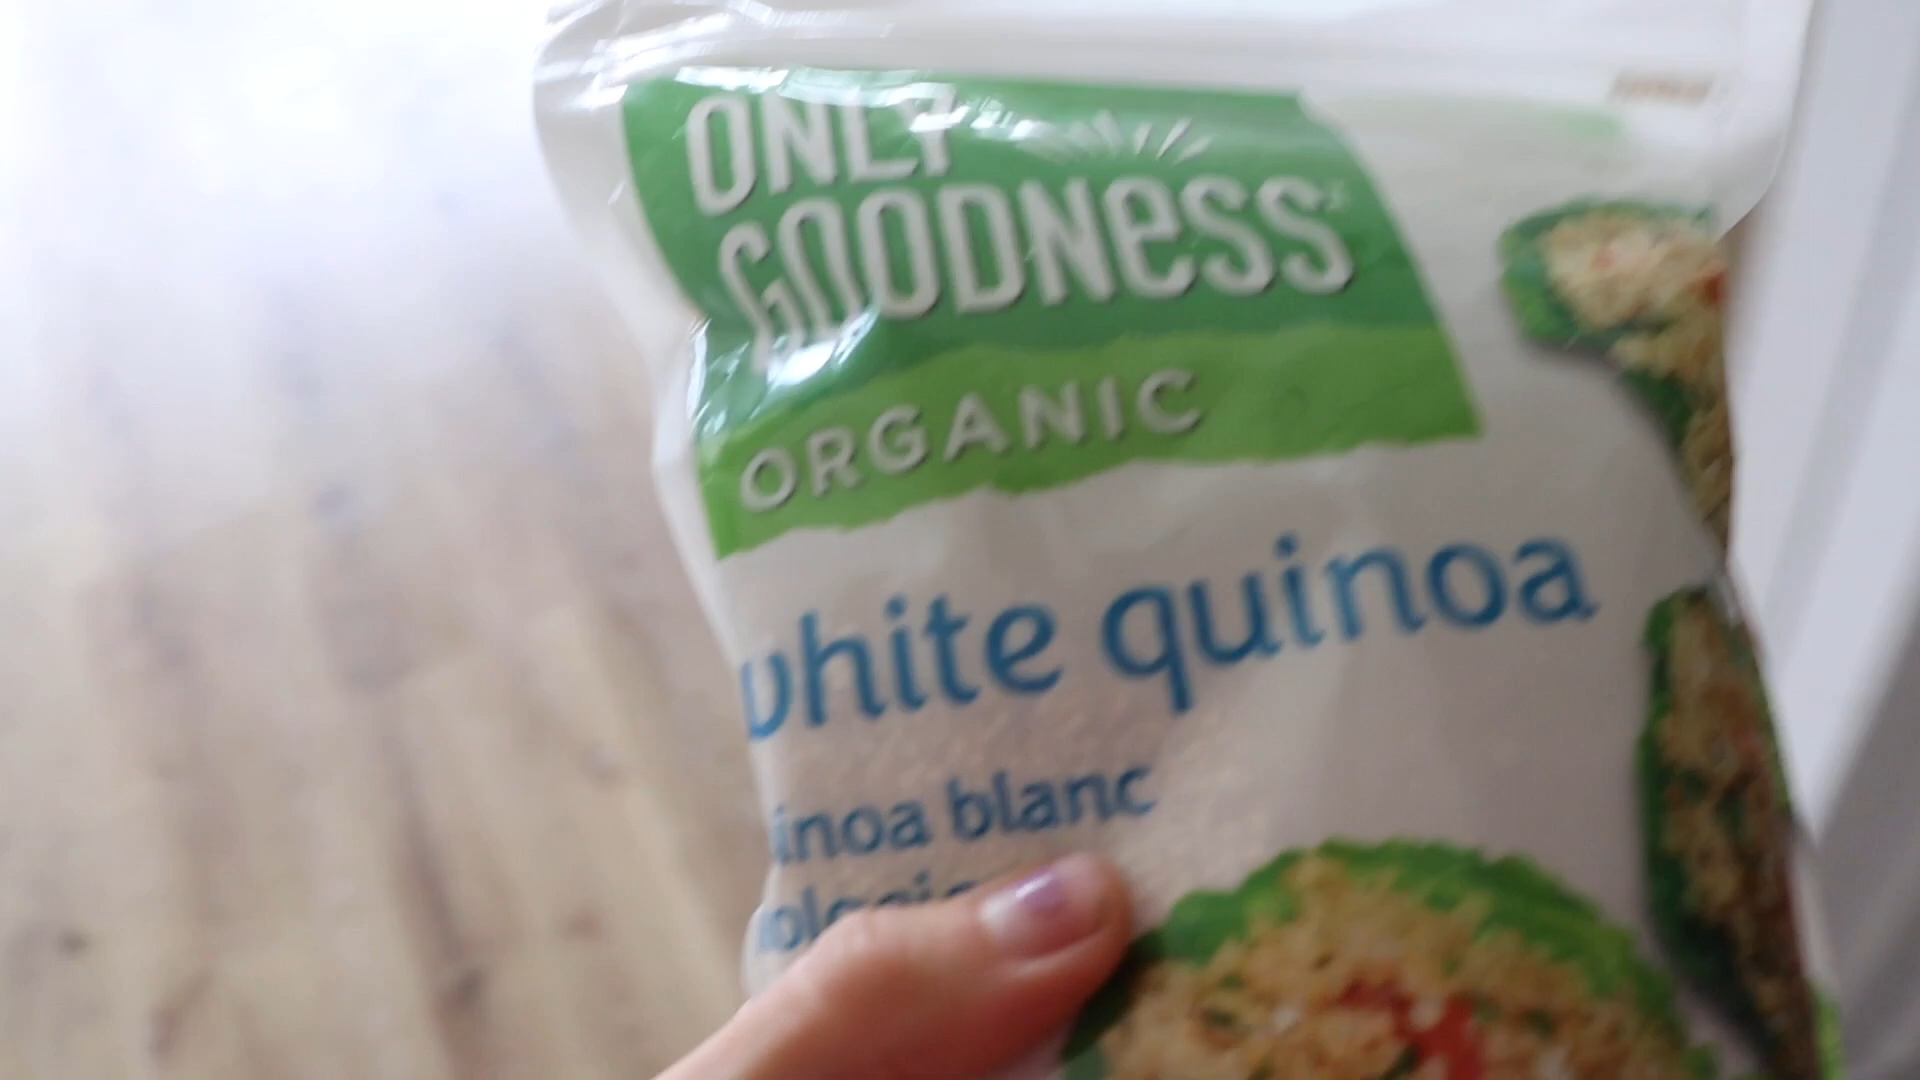 ONLY
GOODNESS
ORGANIC
white quinoa
inoa blanc